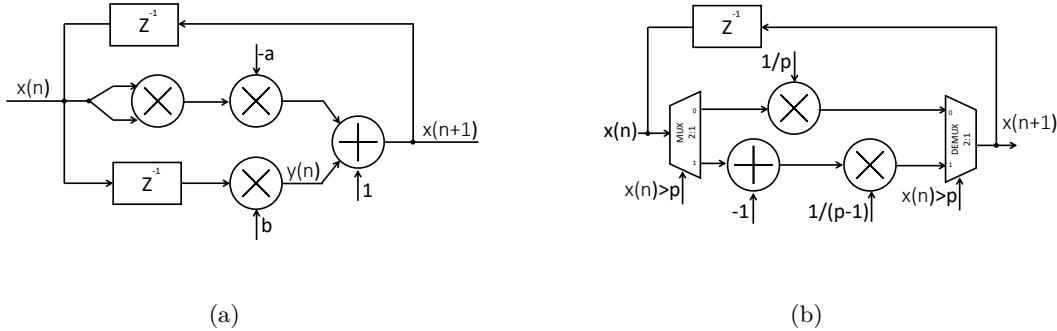 Z⁻¹
x(n)
-a
x(n+1)
Z⁻¹
y(n)
1
b
(a)
Z⁻¹
1/p
x(n)
MUX
2:1
0
1
0
1
DEMUX
2:1
x(n+1)
x(n)>p
-1
1/(p-1)
x(n)>p
(b)